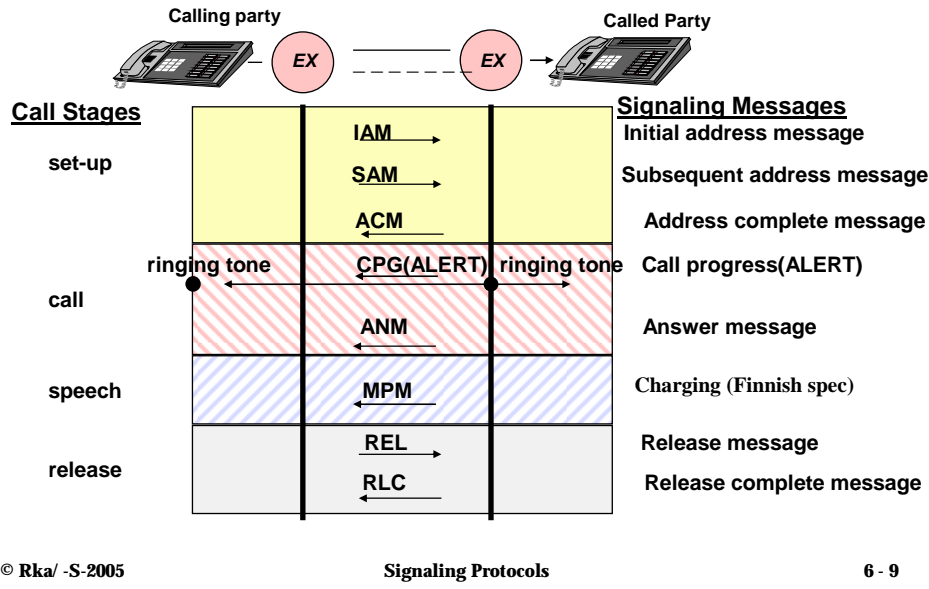 Calling party
Called Party
EX
EX
Call Stages
Signaling Messages
IAM
Initial address message
set-up
SAM
Subsequent address message
ACM
Address complete message
ringing tone
CPG(ALERT)
ringing tone
Call progress(ALERT)
call
ANM
Answer message
speech
MPM
Charging (Finnish spec)
REL
Release message
release
RLC
Release complete message
© Rka/ -S-2005
Signaling Protocols
6 - 9